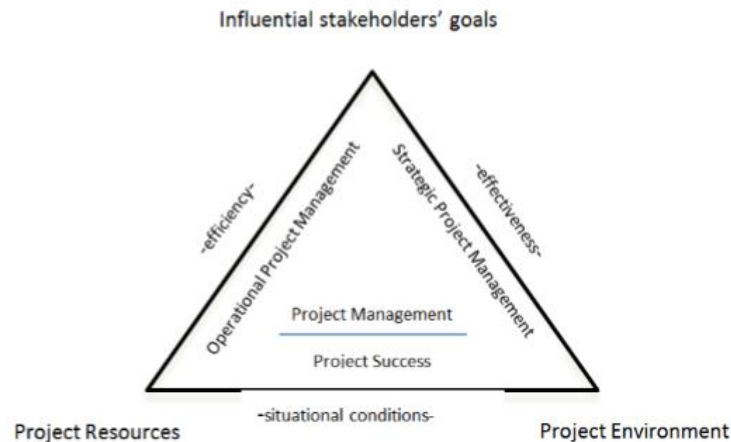 Influential stakeholders' goals
-efficiency-
Operational Project Management
Strategic Project Management
-effectiveness-
Project Management
Project Success
-situational conditions-
Project Resources
Project Environment